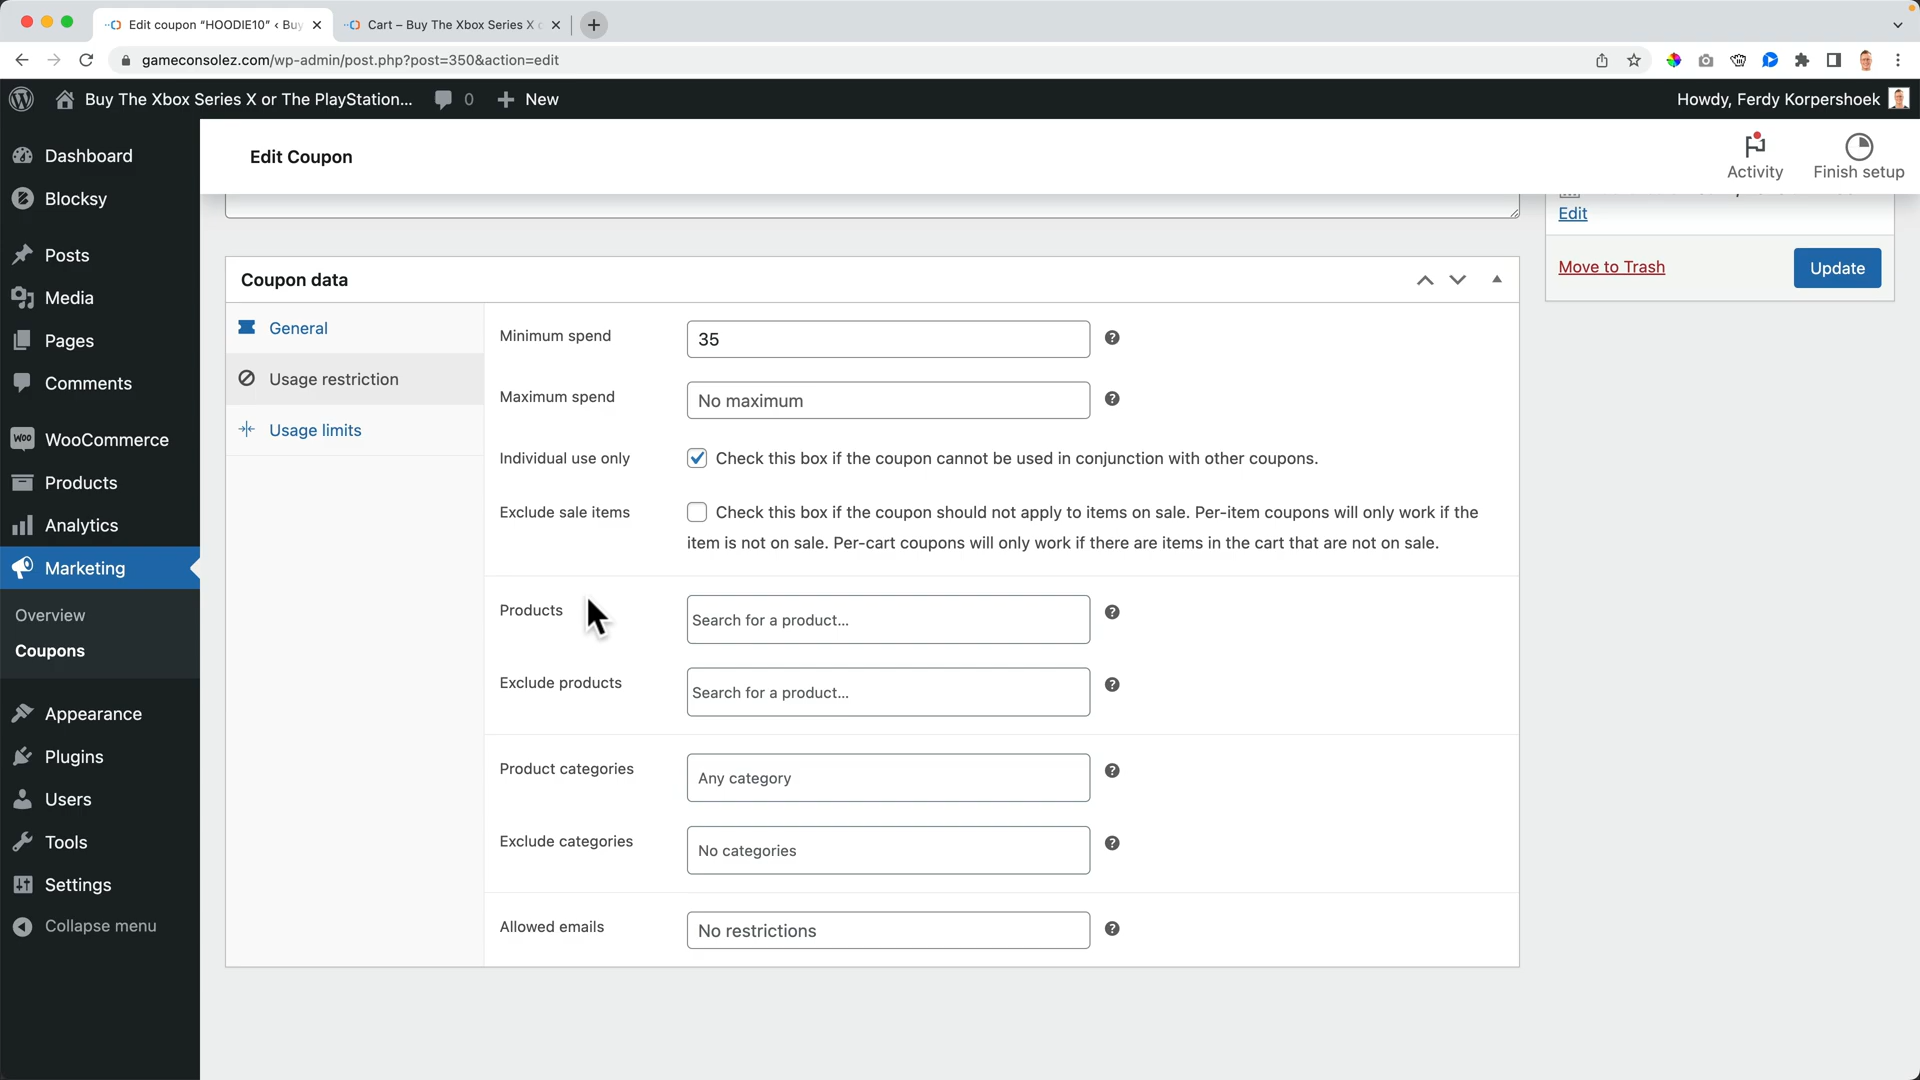 Edit coupon “HOODIE10” ‹ Buy
Cart – Buy The Xbox Series X
gameconsolez.com/wp-admin/post.php?post=350&action=edit
Buy The Xbox Series X or The PlayStation...
0
New
Howdy, Ferdy Korpershoek
Dashboard
Blocksy
Posts
Media
Pages
Comments
WooCommerce
Products
Analytics
Marketing
Overview
Coupons
Appearance
Plugins
Users
Tools
Settings
Collapse menu
Edit Coupon
Activity
Finish setup
Edit
Move to Trash
Update
Coupon data
General
Usage restriction
Usage limits
Minimum spend
35
Maximum spend
No maximum
Individual use only
Check this box if the coupon cannot be used in conjunction with other coupons.
Exclude sale items
Check this box if the coupon should not apply to items on sale. Per-item coupons will only work if the
item is not on sale. Per-cart coupons will only work if there are items in the cart that are not on sale.
Products
Search for a product...
Exclude products
Search for a product...
Product categories
Any category
Exclude categories
No categories
Allowed emails
No restrictions